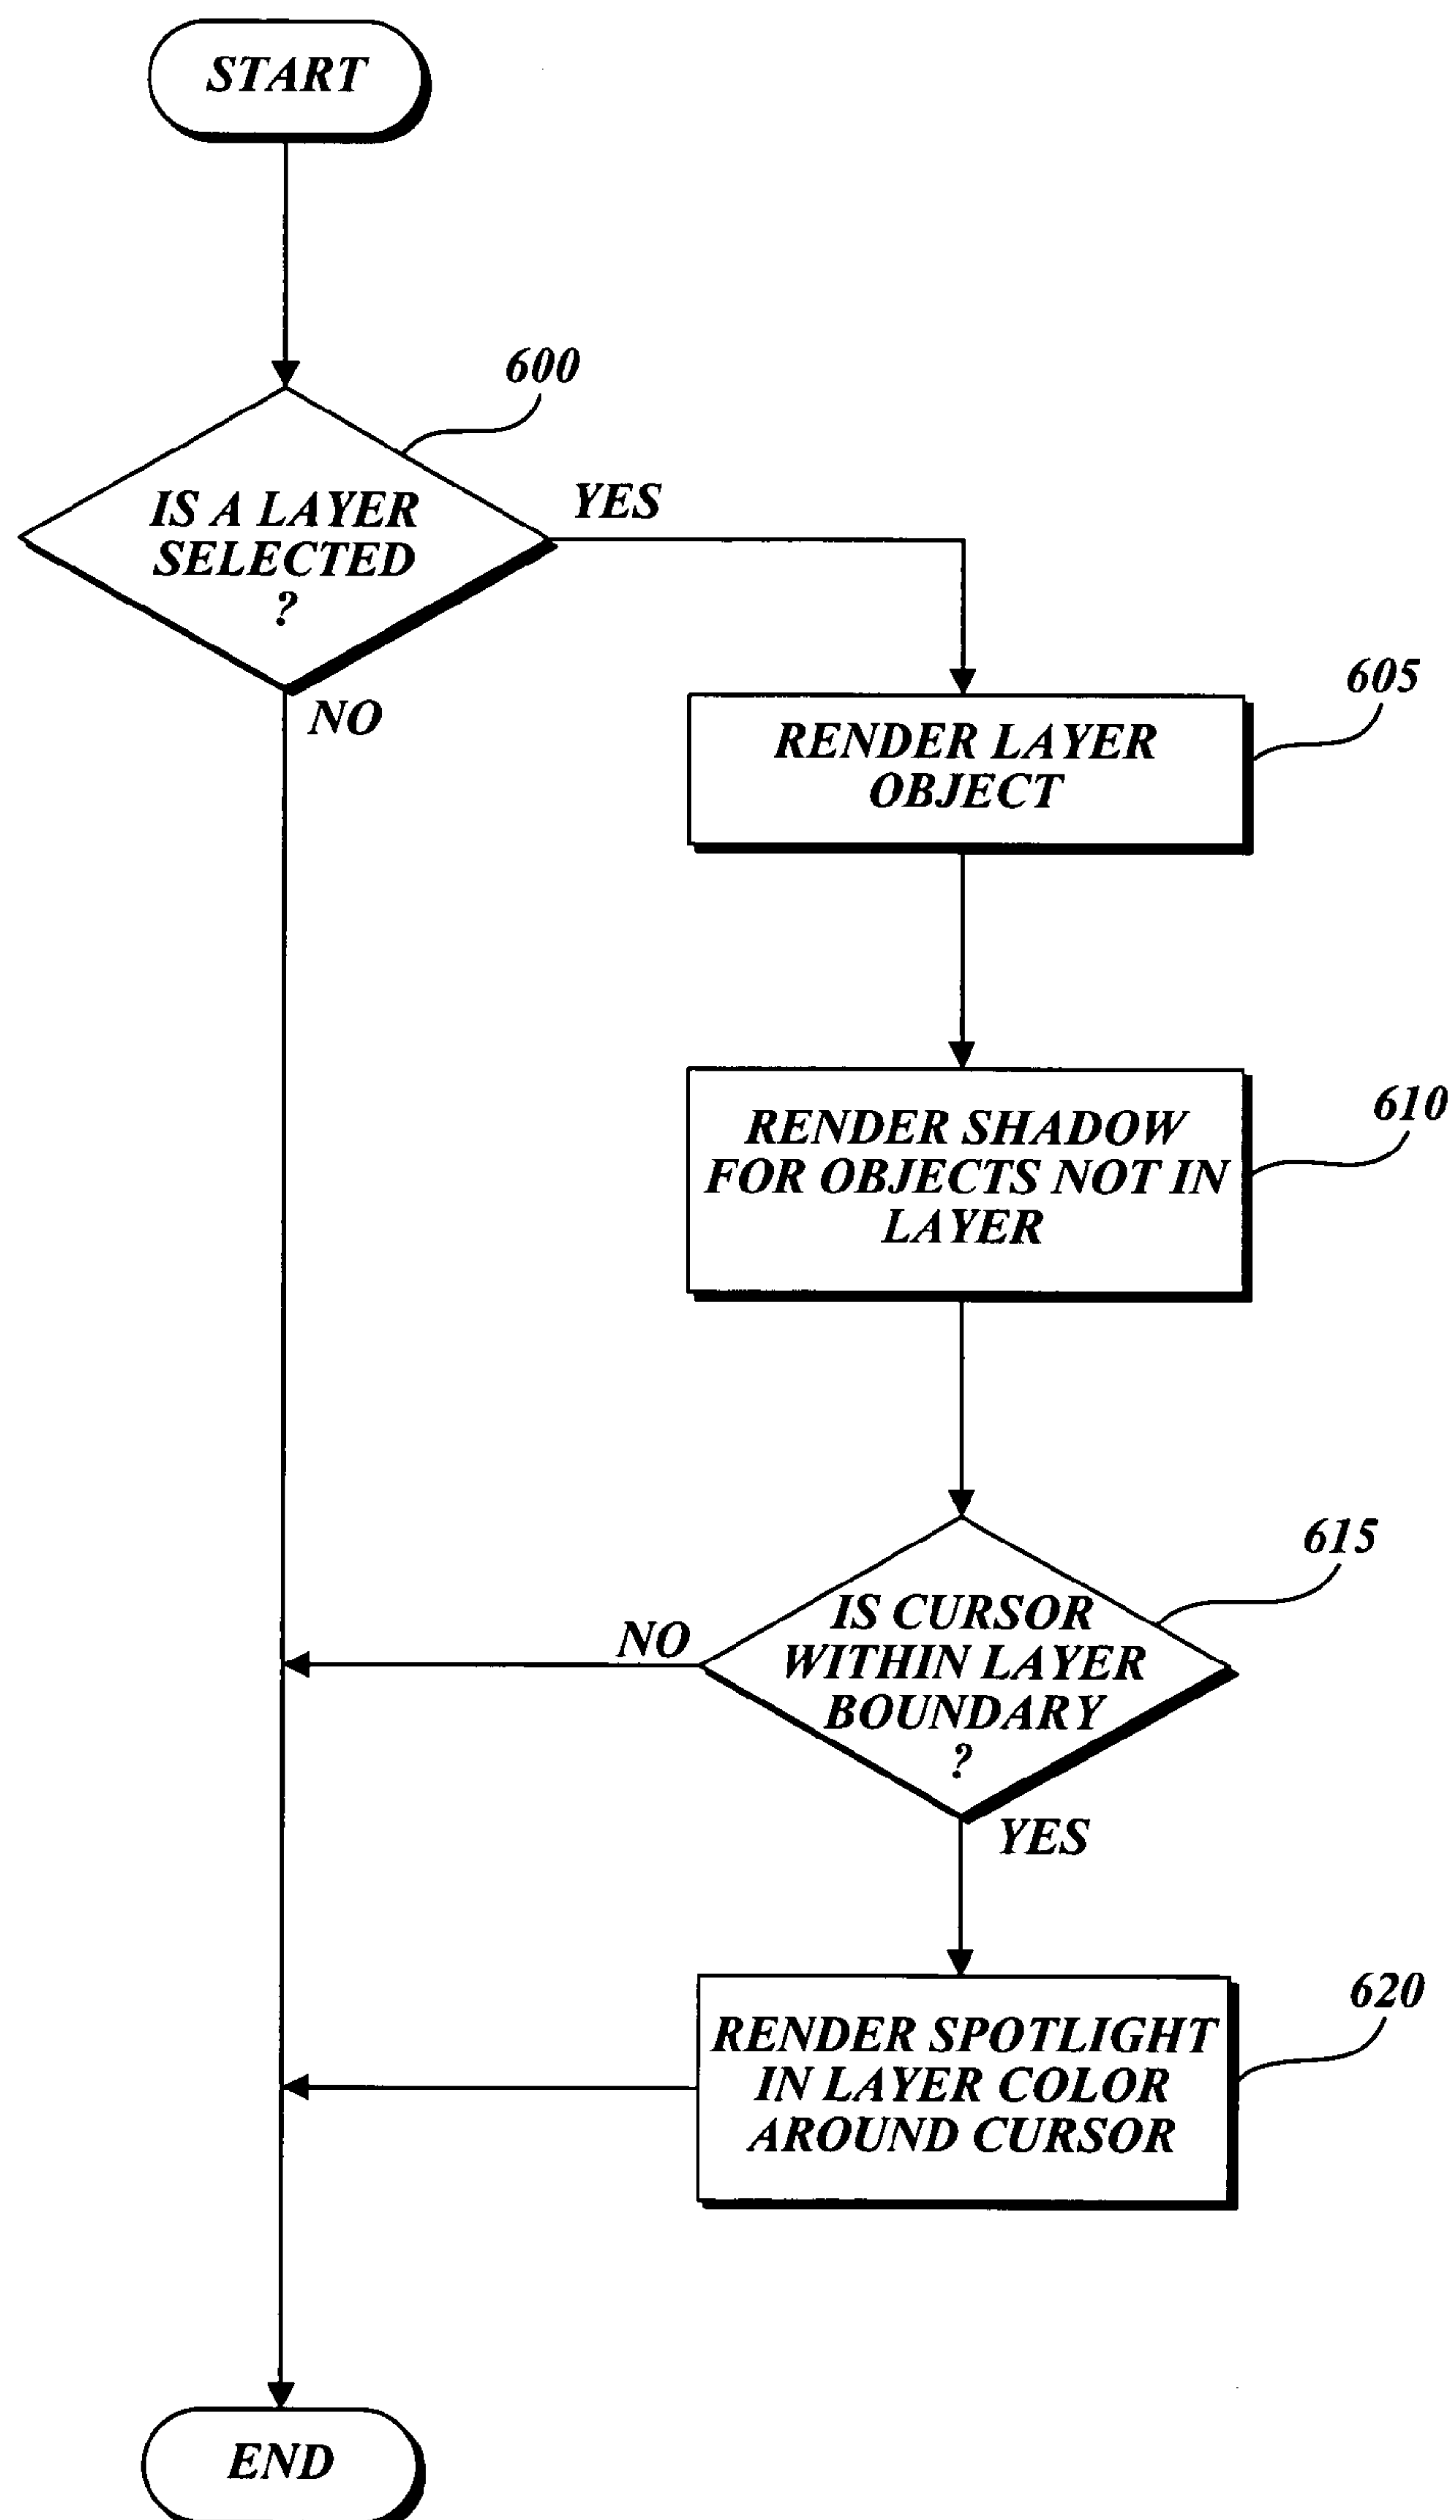 START
600
IS A LAYER
SELECTED
?
YES
NO
605
RENDER LAYER
OBJECT
610
RENDER SHADOW
FOR OBJECTS NOT IN
LAYER
615
IS CURSOR
WITHIN LAYER
BOUNDARY
?
NO
YES
620
RENDER SPOTLIGHT
IN LAYER COLOR
AROUND CURSOR
END